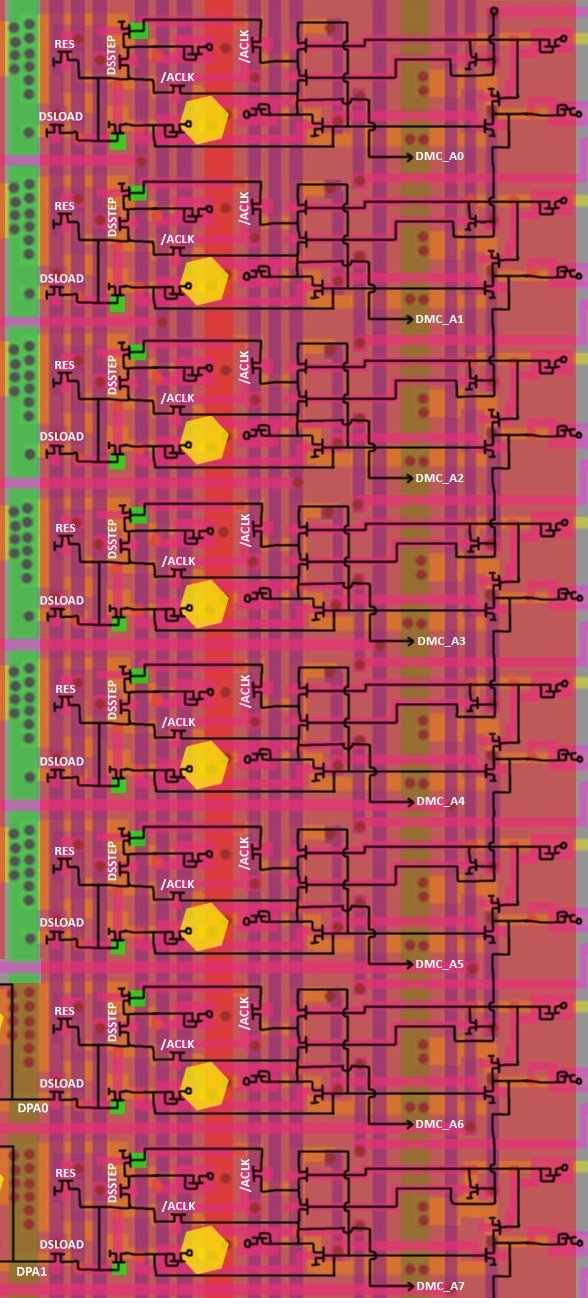 RES
DSSTEP
/ACLK
/ACLK
DSLOAD
DMC_A0
RES
DSSTEP
/ACLK
/ACLK
DSLOAD
DMC_A1
RES
DSSTEP
/ACLK
/ACLK
DSLOAD
DMC_A2
RES
DSSTEP
/ACLK
/ACLK
DSLOAD
DMC_A3
RES
DSSTEP
/ACLK
/ACLK
DSLOAD
DMC_A4
RES
DSSTEP
/ACLK
/ACLK
DSLOAD
DMC_A5
RES
DSSTEP
/ACLK
/ACLK
DSLOAD
DPA0
DMC_A6
RES
DSSTEP
/ACLK
/ACLK
DSLOAD
DPA1
DMC_A7